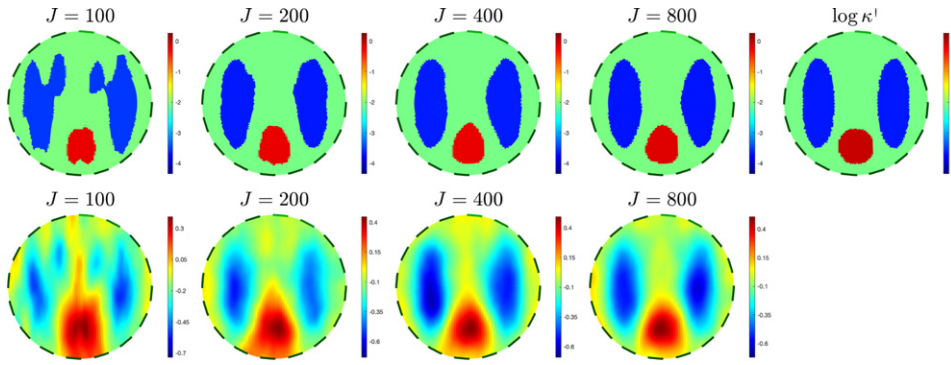 J = 100 J = 200 J = 400 J = 800 log κ†
0 0 0 0
-1 -1 -1 -1
-2 -2 -2 -2
-3 -3 -3 -3
-4 -4 -4 -4
J = 100 J = 200 J = 400 J = 800
0.3 0.4 0.4 0.4
0.05 0.15 0.15 0.15
-0.2 -0.1 -0.1 -0.1
-0.45 -0.35 -0.35 -0.35
-0.7 -0.6 -0.6 -0.6